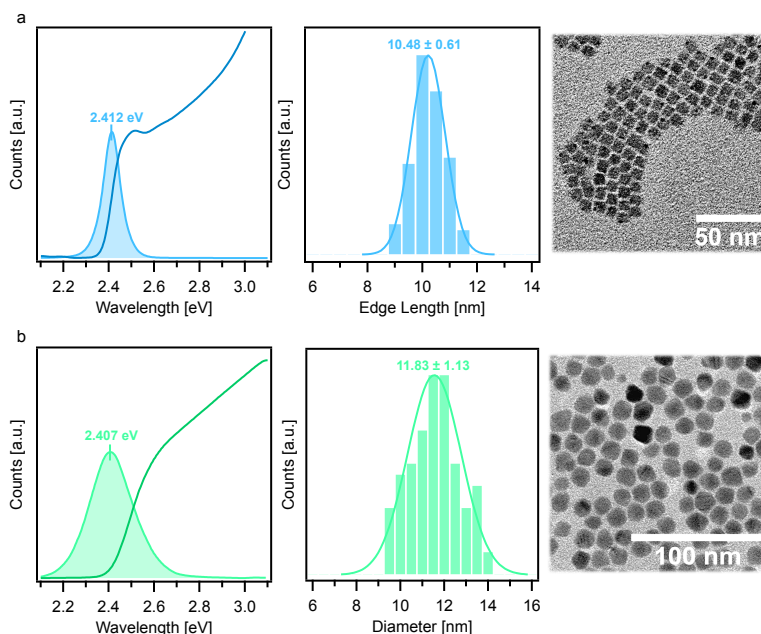 a
2.412 eV
Counts [a.u.]
2.2 2.4 2.6 2.8 3.0
Wavelength [eV]
10.48 ± 0.61
Counts [a.u.]
6 8 10 12 14
Edge Length [nm]
50 nm
b
2.407 eV
Counts [a.u.]
2.2 2.4 2.6 2.8 3.0
Wavelength [eV]
11.83 ± 1.13
Counts [a.u.]
6 8 10 12 14 16
Diameter [nm]
100 nm